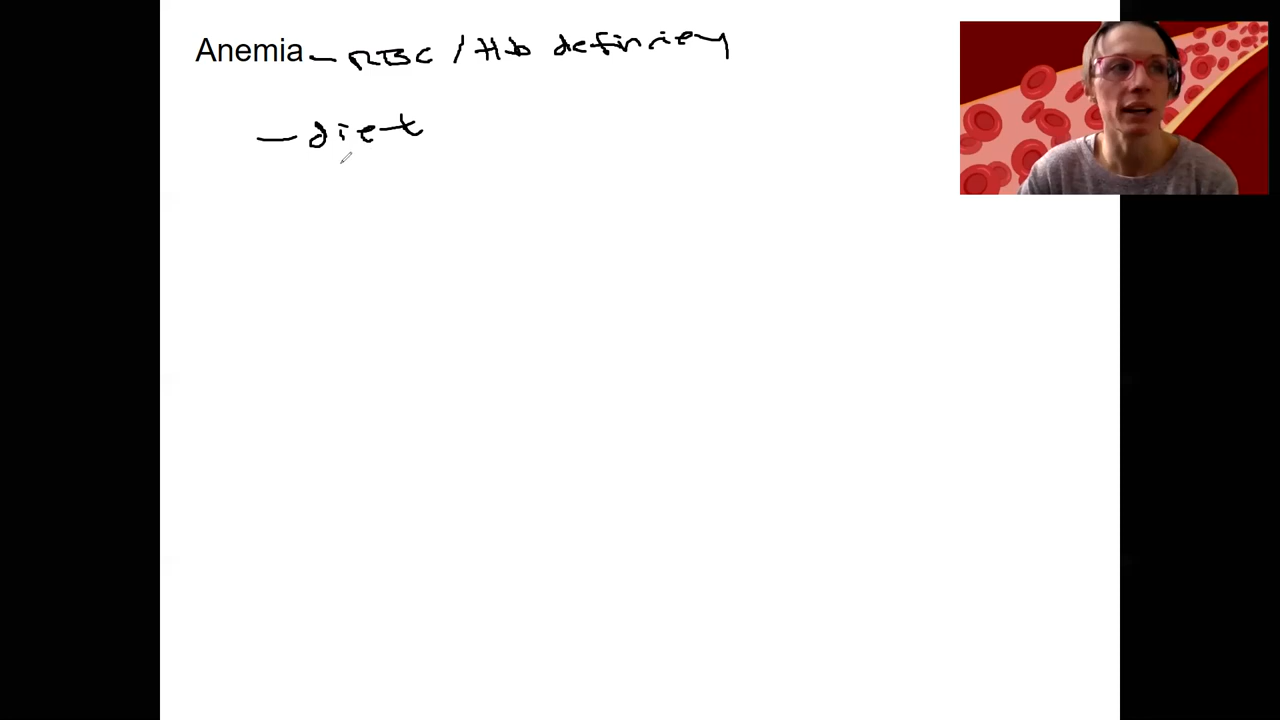 Anemia - RBC / Hb deficiency
- diet